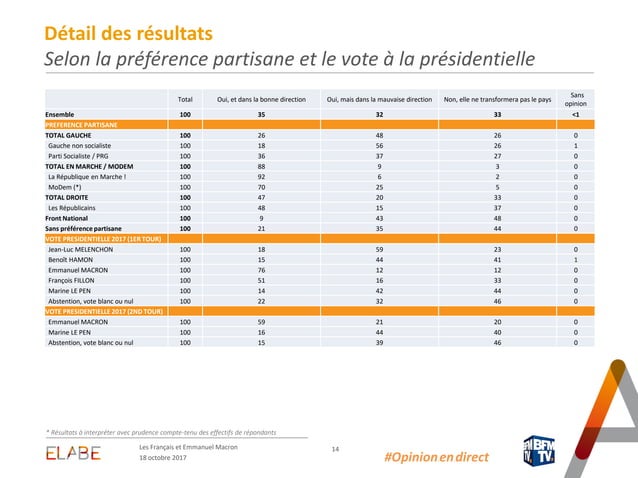 Détail des résultats
Selon la préférence partisane et le vote à la présidentielle
Total Oui, et dans la bonne direction Oui, mais dans la mauvaise direction Non, elle ne transformera pas le pays Sans opinion
Ensemble 100 35 32 33 <1
PREFERENCE PARTISANE
TOTAL GAUCHE 100 26 48 26 0
Gauche non socialiste 100 18 56 26 1
Parti Socialiste / PRG 100 36 37 27 0
TOTAL EN MARCHE / MODEM 100 88 9 3 0
La République en Marche ! 100 92 6 2 0
MoDem (*) 100 70 25 5 0
TOTAL DROITE 100 47 20 33 0
Les Républicains 100 48 15 37 0
Front National 100 9 43 48 0
Sans préférence partisane 100 21 35 44 0
VOTE PRESIDENTIELLE 2017 (1ER TOUR)
Jean-Luc MELENCHON 100 18 59 23 0
Benoît HAMON 100 15 44 41 1
Emmanuel MACRON 100 76 12 12 0
François FILLON 100 51 16 33 0
Marine LE PEN 100 14 42 44 0
Abstention, vote blanc ou nul 100 22 32 46 0
VOTE PRESIDENTIELLE 2017 (2ND TOUR)
Emmanuel MACRON 100 59 21 20 0
Marine LE PEN 100 16 44 40 0
Abstention, vote blanc ou nul 100 15 39 46 0
* Résultats à interpréter avec prudence compte-tenu des effectifs de répondants
ELABE
Les Français et Emmanuel Macron
18 octobre 2017
14
#Opinionendirect
BFM
TV.